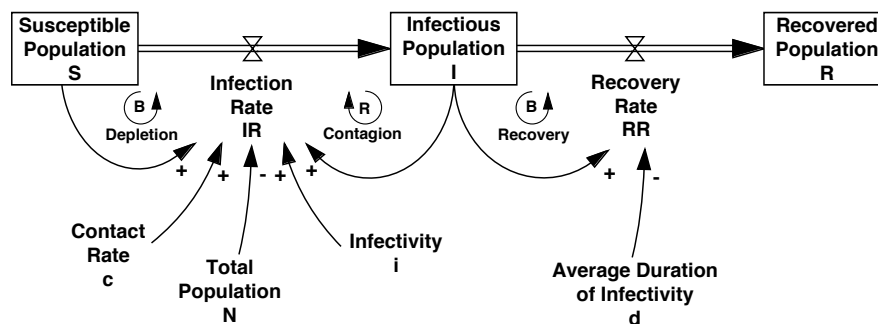 Susceptible
Population
S
Infectious
Population
I
Recovered
Population
R
Infection
Rate
IR
Recovery
Rate
RR
B
Depletion
R
Contagion
B
Recovery
+
+
-
+
+
+
-
Contact
Rate
c
Total
Population
N
Infectivity
i
Average Duration
of Infectivity
d